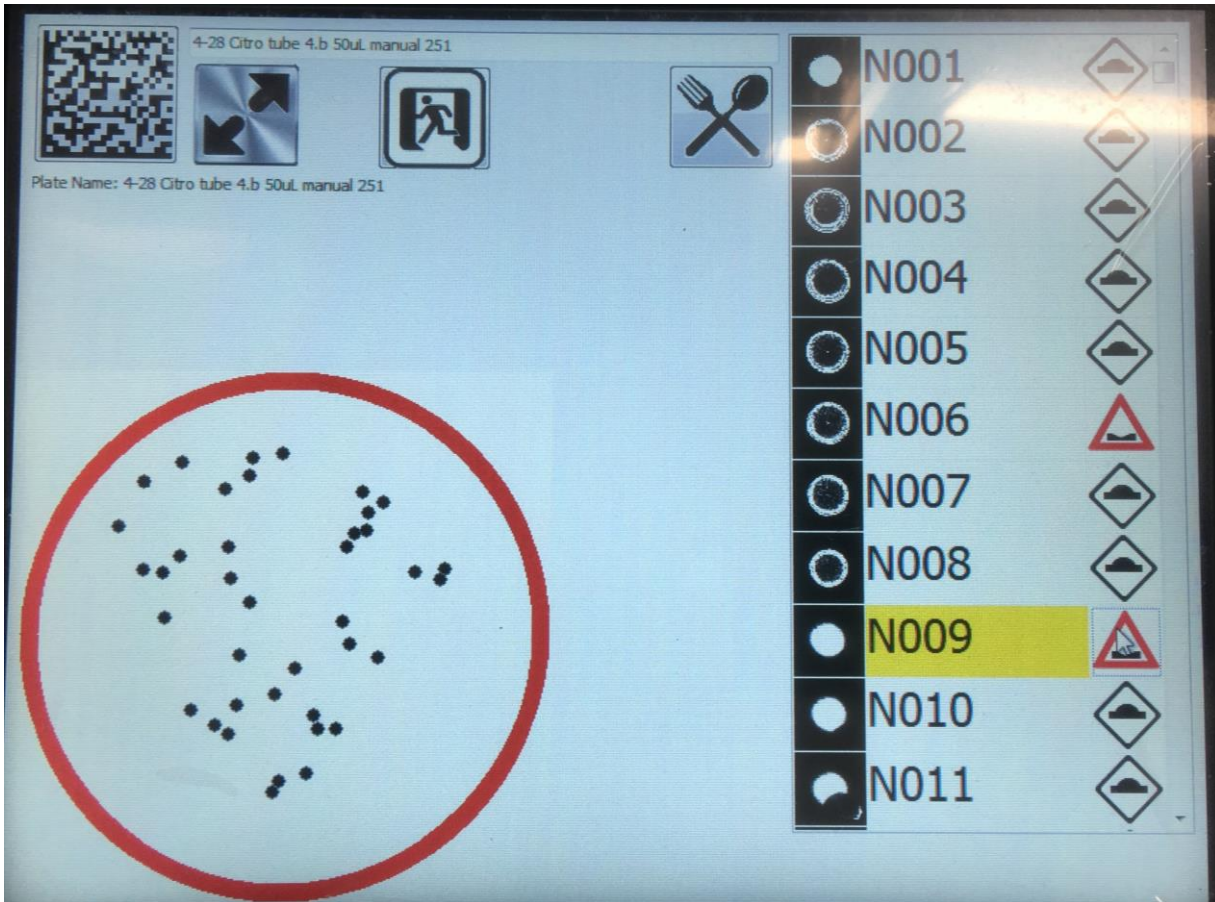 4-28 Citro tube 4.b 50uL manual 251
Plate Name: 4-28 Citro tube 4.b 50uL manual 251
N001
N002
N003
N004
N005
N006
N007
N008
N009
N010
N011